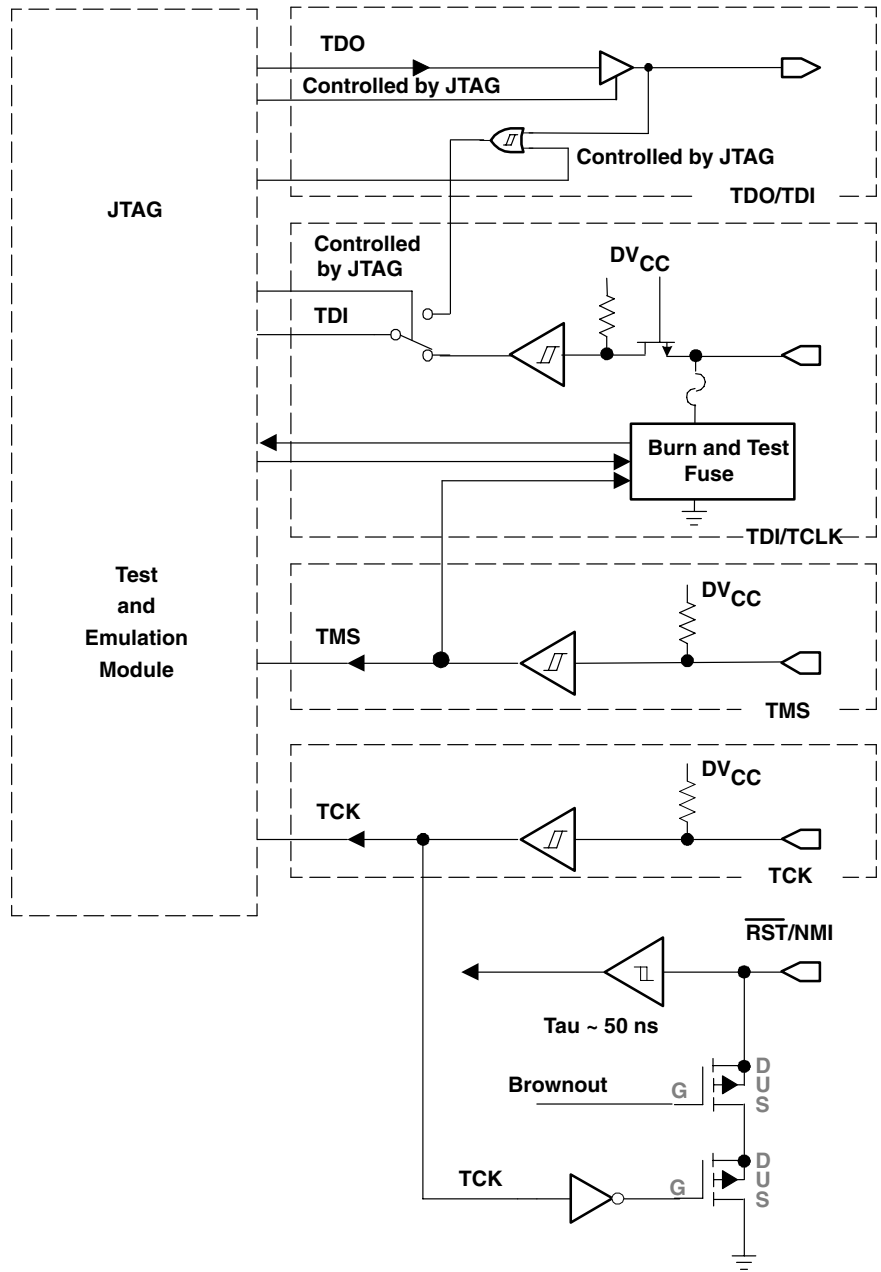 TDO
Controlled by JTAG
Controlled by JTAG
TDO/TDI
JTAG
Controlled
by JTAG
DVCC
TDI
Burn and Test
Fuse
TDI/TCLK
Test
and
Emulation
Module
DVCC
TMS
TMS
DVCC
TCK
TCK
RST/NMI
Tau ~ 50 ns
Brownout
G
D
U
S
TCK
G
D
U
S